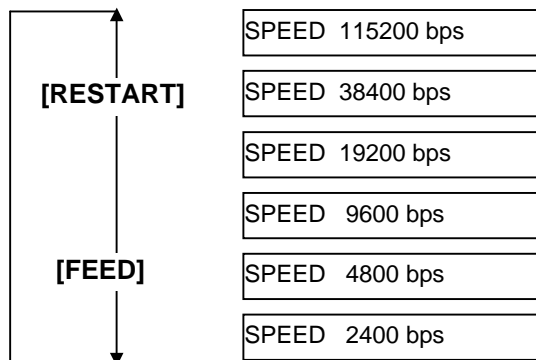 SPEED 115200 bps
[RESTART]
SPEED 38400 bps
SPEED 19200 bps
SPEED 9600 bps
[FEED]
SPEED 4800 bps
SPEED 2400 bps